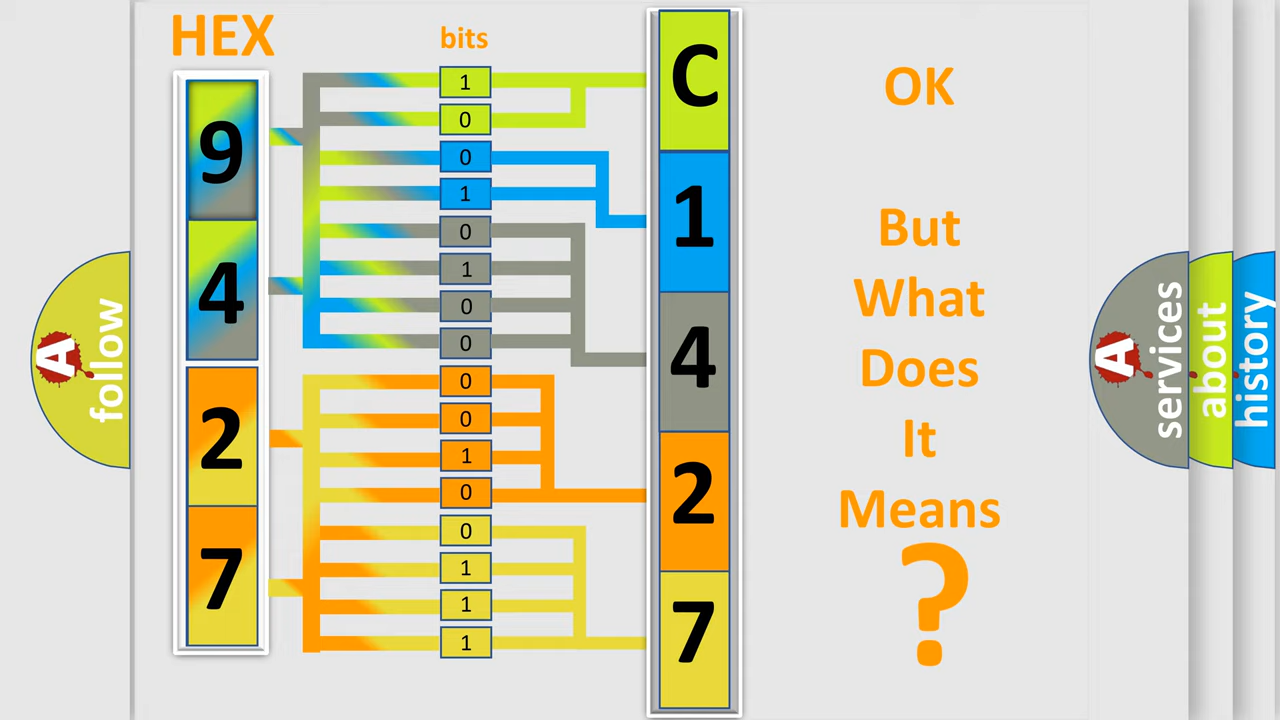 HEX
bits
9
4
2
7
1
0
0
1
0
1
0
0
0
0
1
0
0
1
1
1
C
1
4
2
7
OK
But
What
Does
It
Means
?
A
follow
A
services
about
history